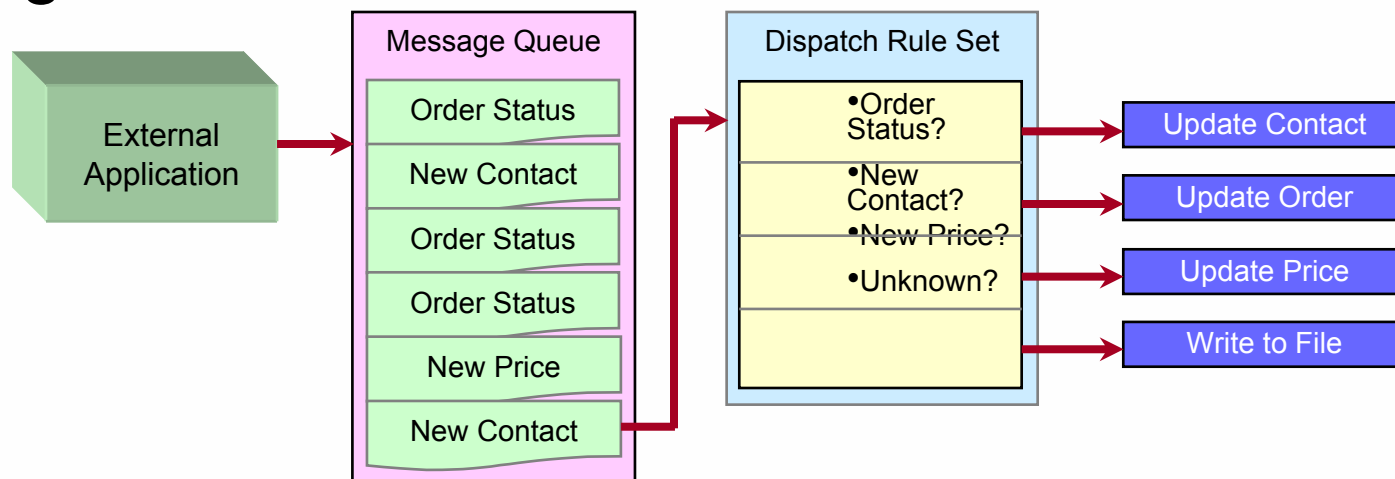 External
Application
Message Queue
Order Status
New Contact
Order Status
Order Status
New Price
New Contact
Dispatch Rule Set
•Order
Status?
•New
Contact?
•New Price?
•Unknown?
Update Contact
Update Order
Update Price
Write to File